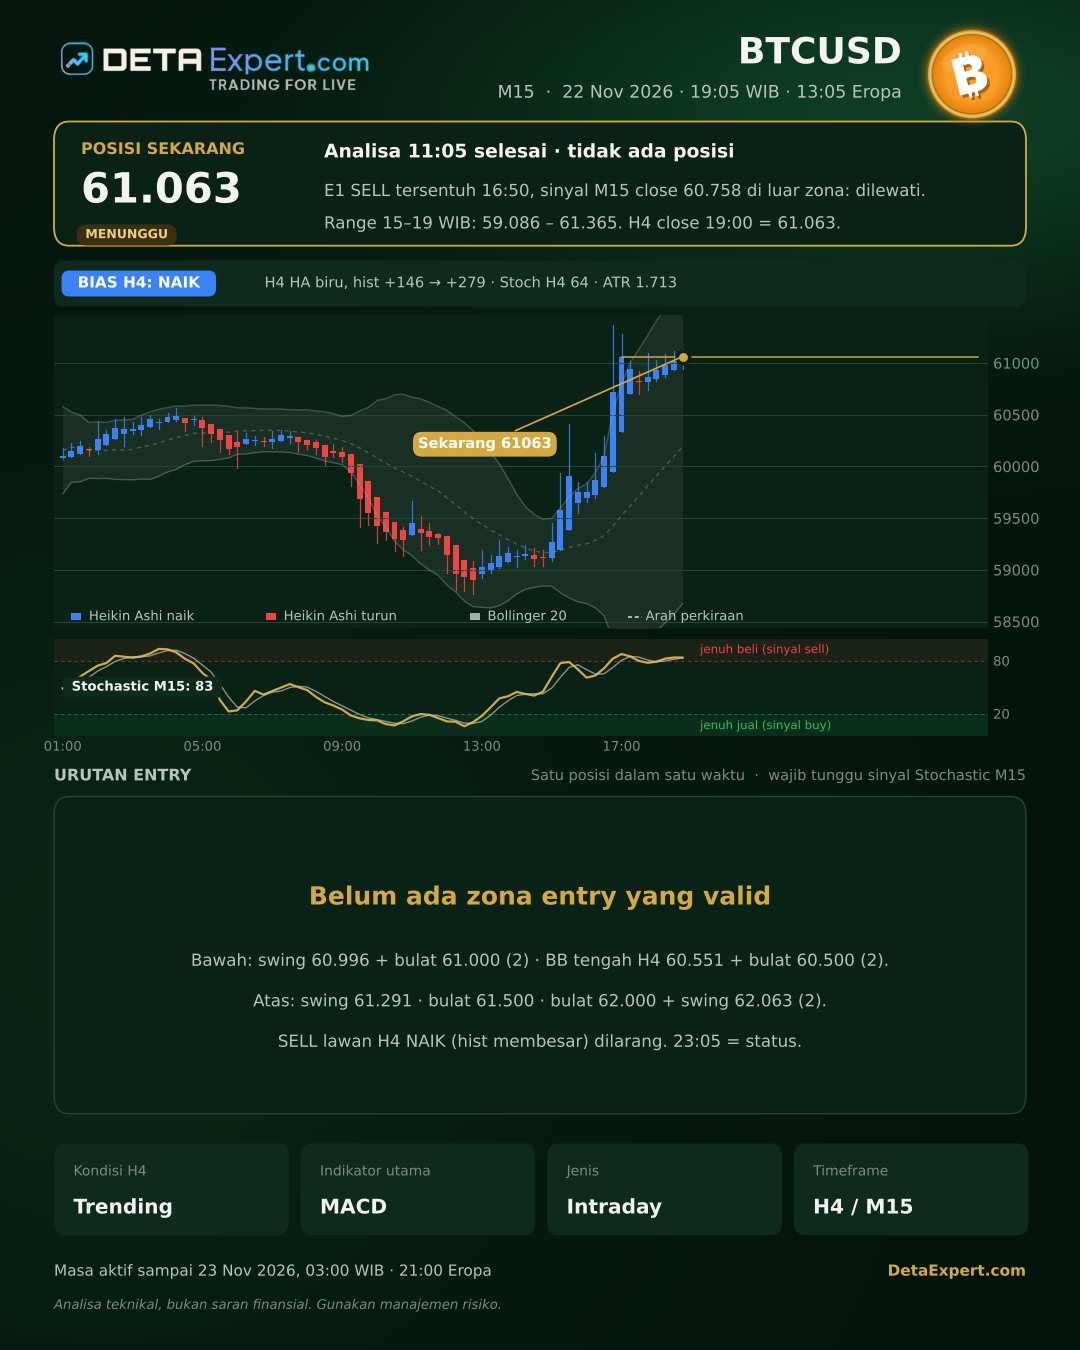 DETA Expert.com
TRADING FOR LIVE
BTCUSD
M15 · 22 Nov 2026 · 19:05 WIB · 13:05 Eropa
POSISI SEKARANG
61.063
MENUNGGU
Analisa 11:05 selesai · tidak ada posisi
E1 SELL tersentuh 16:50, sinyal M15 close 60.758 di luar zona: dilewati.
Range 15–19 WIB: 59.086 – 61.365. H4 close 19:00 = 61.063.
BIAS H4: NAIK
H4 HA biru, hist +146 → +279 · Stoch H4 64 · ATR 1.713
61000
60500
60000
59500
59000
58500
Sekarang 61063
Heikin Ashi naik
Heikin Ashi turun
Bollinger 20
Arah perkiraan
jenuh beli (sinyal sell)
80
Stochastic M15: 83
20
jenuh jual (sinyal buy)
01:00
05:00
09:00
13:00
17:00
URUTAN ENTRY
Satu posisi dalam satu waktu · wajib tunggu sinyal Stochastic M15
Belum ada zona entry yang valid
Bawah: swing 60.996 + bulat 61.000 (2) · BB tengah H4 60.551 + bulat 60.500 (2).
Atas: swing 61.291 · bulat 61.500 · bulat 62.000 + swing 62.063 (2).
SELL lawan H4 NAIK (hist membesar) dilarang. 23:05 = status.
Kondisi H4
Trending
Indikator utama
MACD
Jenis
Intraday
Timeframe
H4 / M15
Masa aktif sampai 23 Nov 2026, 03:00 WIB · 21:00 Eropa
DetaExpert.com
Analisa teknikal, bukan saran finansial. Gunakan manajemen risiko.